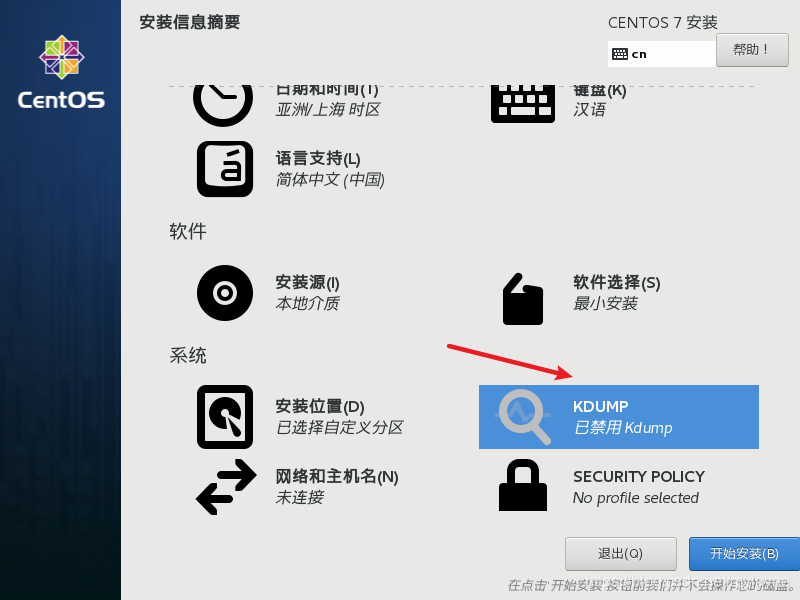 安装信息摘要
CENTOS 7 安装
cn
帮助！
CentOS
日期和时间(T)
亚洲/上海 时区
键盘(K)
汉语
语言支持(L)
简体中文 (中国)
软件
安装源(I)
本地介质
软件选择(S)
最小安装
系统
安装位置(D)
已选择自定义分区
KDUMP
已禁用 Kdump
网络和主机名(N)
未连接
SECURITY POLICY
No profile selected
退出(Q)
开始安装(B)
在点击"开始安装"按钮前我们并不会操作您的磁盘。